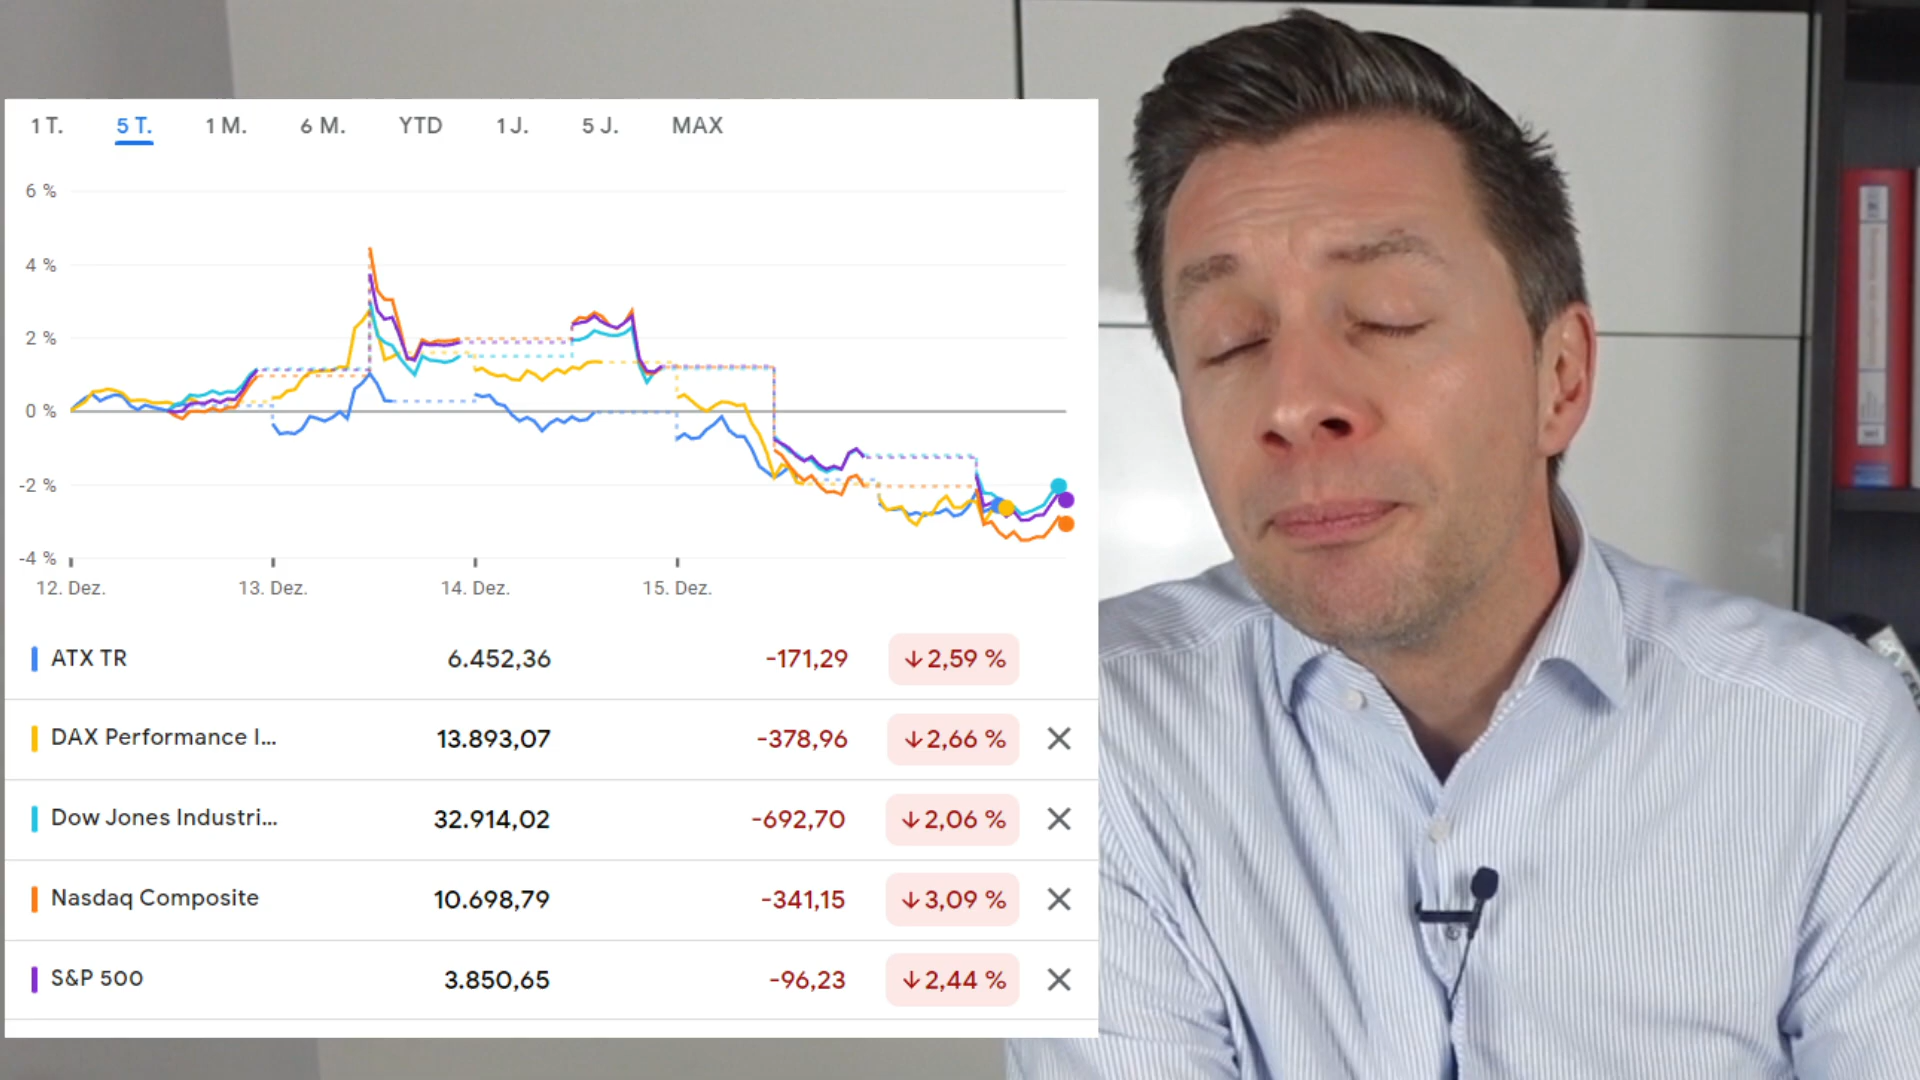 1 T. 5 T. 1 M. 6 M. YTD 1 J. 5 J. MAX
6 %
4 %
2 %
0 %
-2 %
-4 %
12. Dez. 13. Dez. 14. Dez. 15. Dez.
ATX TR 6.452,36 -171,29 ↓2,59 %
DAX Performance I... 13.893,07 -378,96 ↓2,66 %
Dow Jones Industri... 32.914,02 -692,70 ↓2,06 %
Nasdaq Composite 10.698,79 -341,15 ↓3,09 %
S&P 500 3.850,65 -96,23 ↓2,44 %